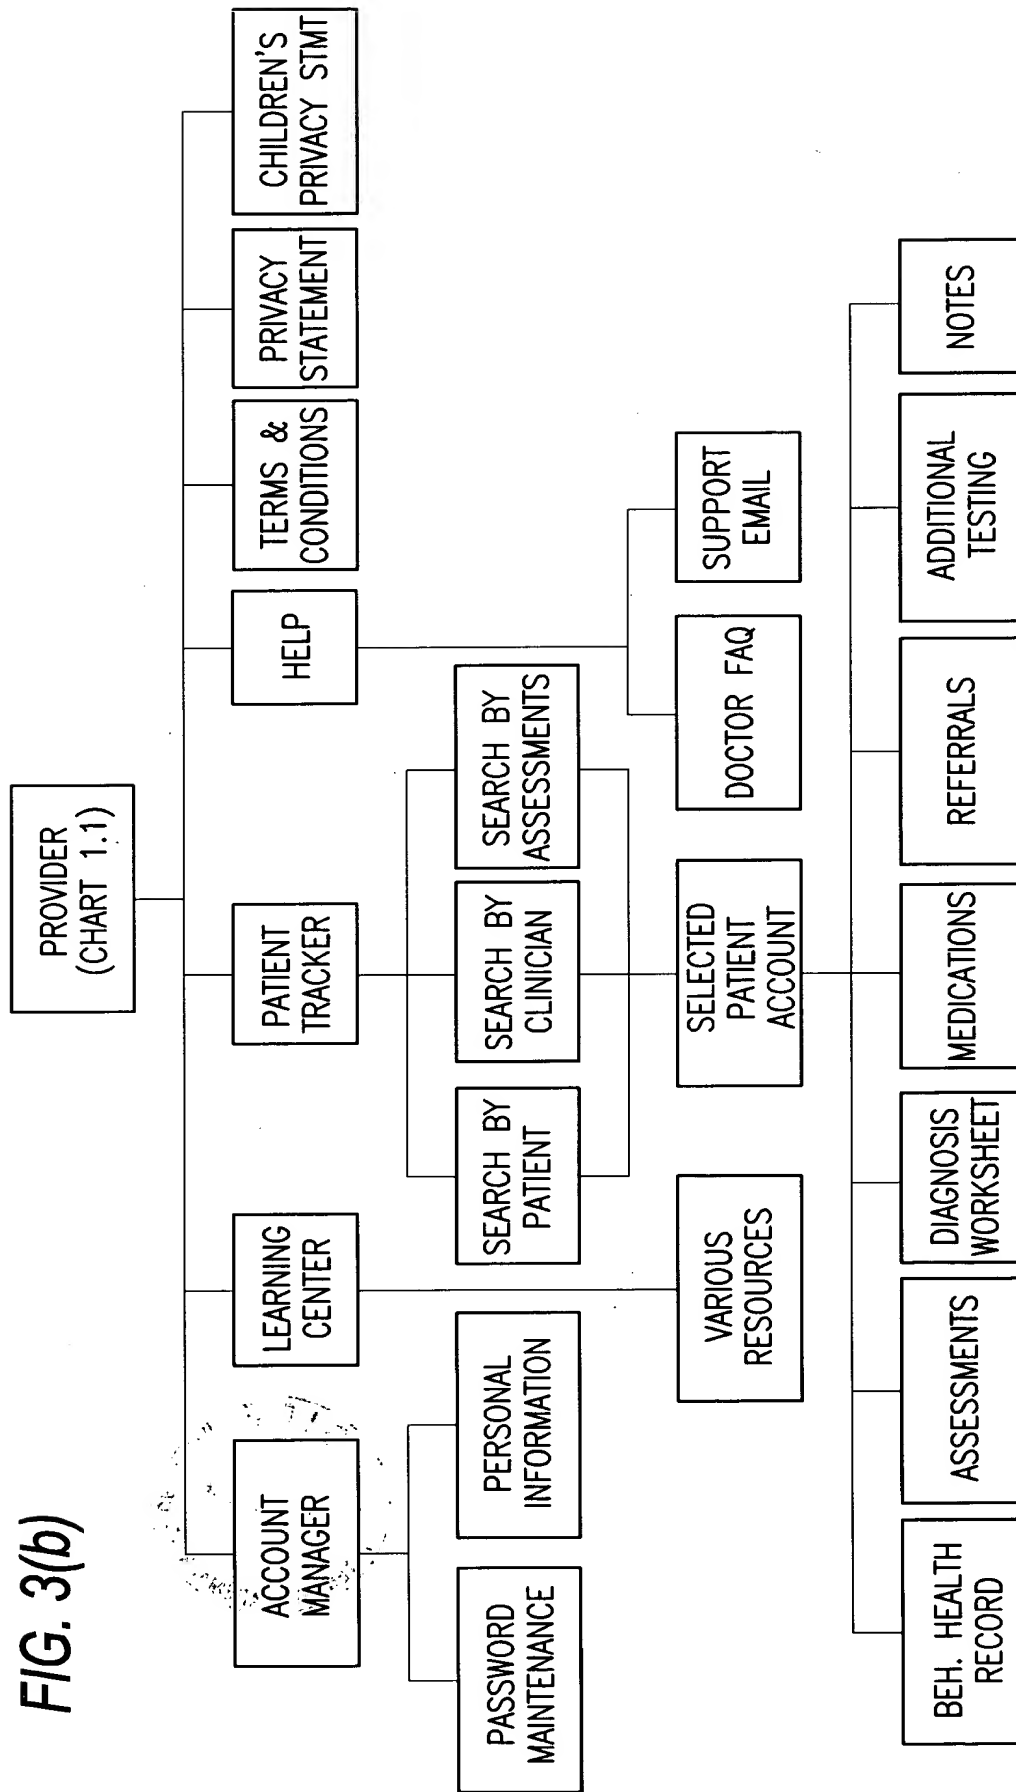 FIG. 3(b)
PROVIDER
(CHART 1.1)
ACCOUNT
MANAGER
LEARNING
CENTER
PATIENT
TRACKER
HELP
TERMS &
CONDITIONS
PRIVACY
STATEMENT
CHILDREN'S
PRIVACY STMT
PASSWORD
MAINTENANCE
PERSONAL
INFORMATION
SEARCH BY
PATIENT
SEARCH BY
CLINICIAN
SEARCH BY
ASSESSMENTS
VARIOUS
RESOURCES
SELECTED
PATIENT
ACCOUNT
DOCTOR FAQ
SUPPORT
EMAIL
BEH. HEALTH
RECORD
ASSESSMENTS
DIAGNOSIS
WORKSHEET
MEDICATIONS
REFERRALS
ADDITIONAL
TESTING
NOTES